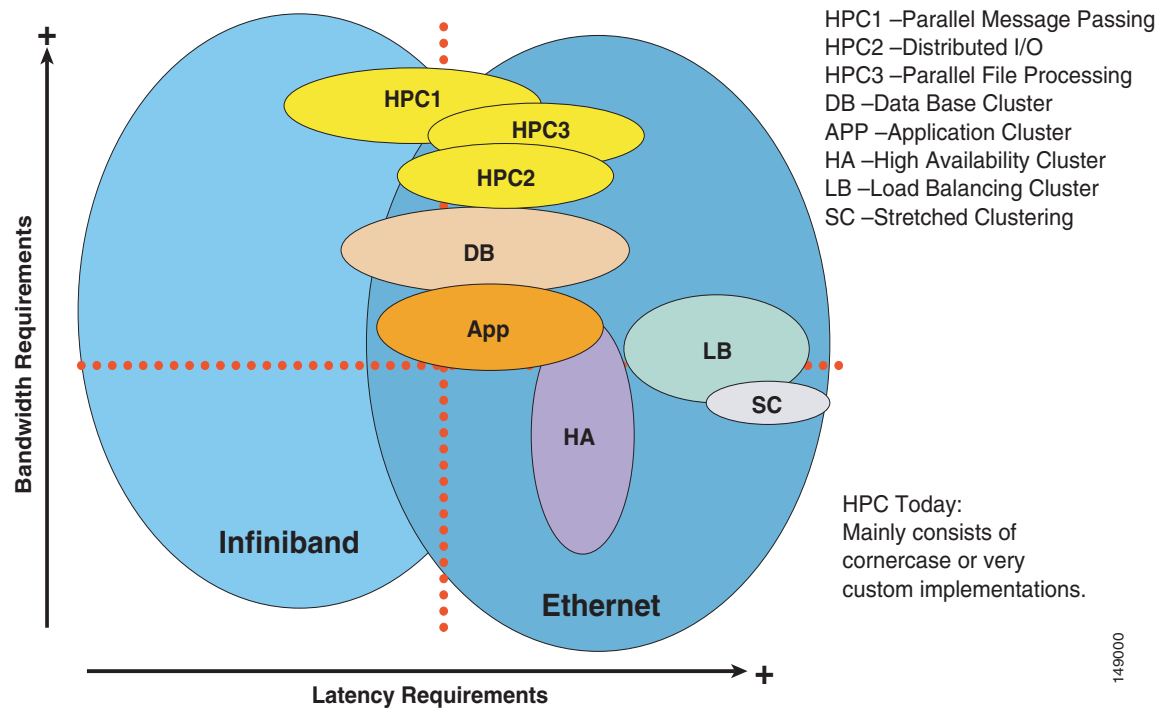 +
Bandwidth Requirements
HPC1
HPC3
HPC2
DB
App
LB
SC
HA
Infiniband
Ethernet
Latency Requirements
+
HPC1 –Parallel Message Passing
HPC2 –Distributed I/O
HPC3 –Parallel File Processing
DB –Data Base Cluster
APP –Application Cluster
HA –High Availability Cluster
LB –Load Balancing Cluster
SC –Stretched Clustering
HPC Today:
Mainly consists of
cornercase or very
custom implementations.
149000